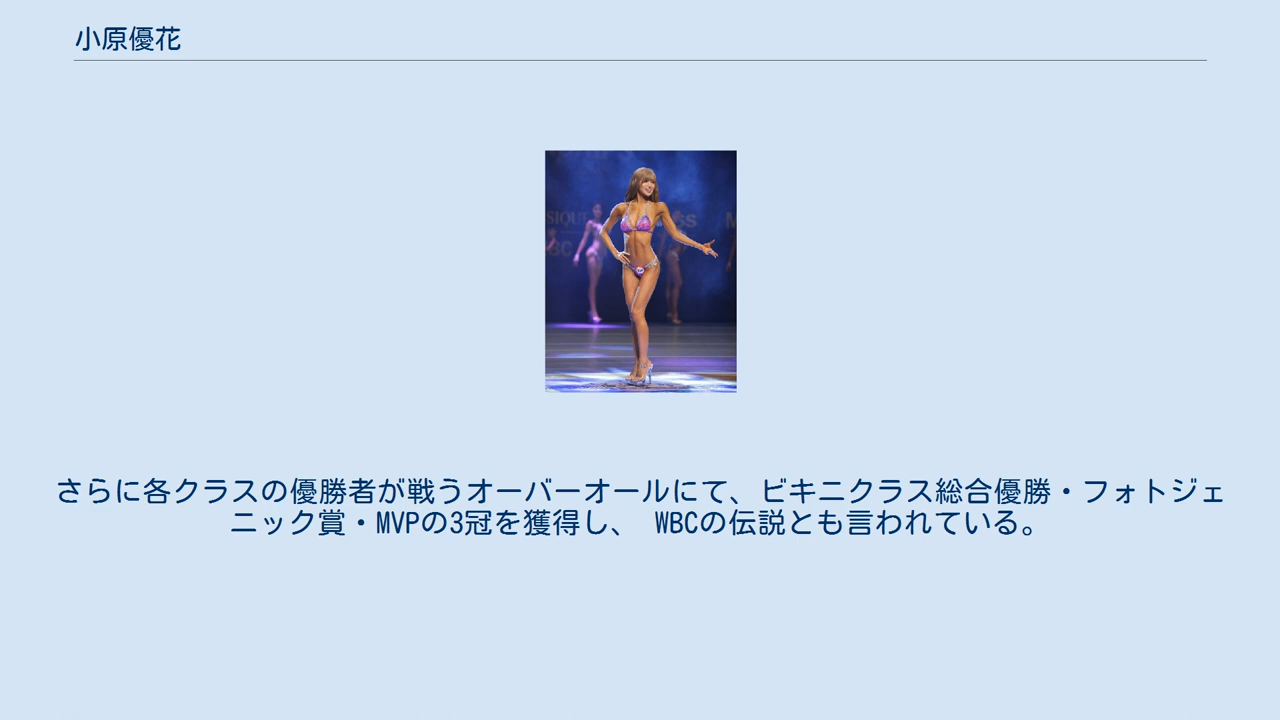 小原優花
さらに各クラスの優勝者が戦うオーバーオールにて、ビキニクラス総合優勝・フォトジェ
ニック賞・MVPの3冠を獲得し、 WBCの伝説とも言われている。